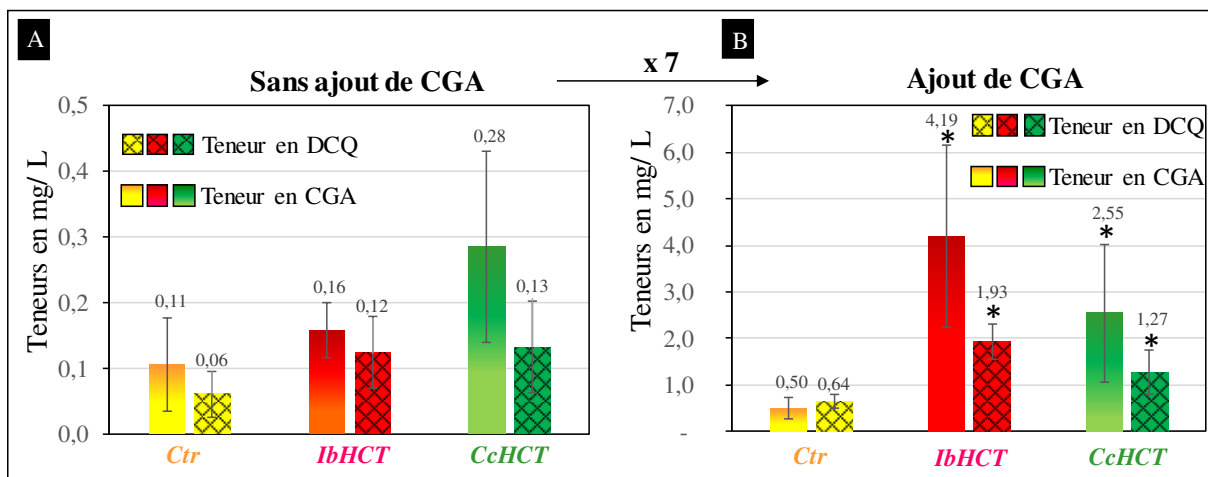 A
Sans ajout de CGA
Teneurs en mg/ L
0,5
0,4
0,3
0,2
0,1
0,0
Teneur en DCQ
Teneur en CGA
0,11
0,06
0,16
0,12
0,28
0,13
Ctr
IbHCT
CcHCT
x 7
B
Ajout de CGA
Teneurs en mg/ L
7,0
6,0
5,0
4,0
3,0
2,0
1,0
-
Teneur en DCQ
Teneur en CGA
0,50
0,64
4,19
*
1,93
*
2,55
*
1,27
*
Ctr
IbHCT
CcHCT